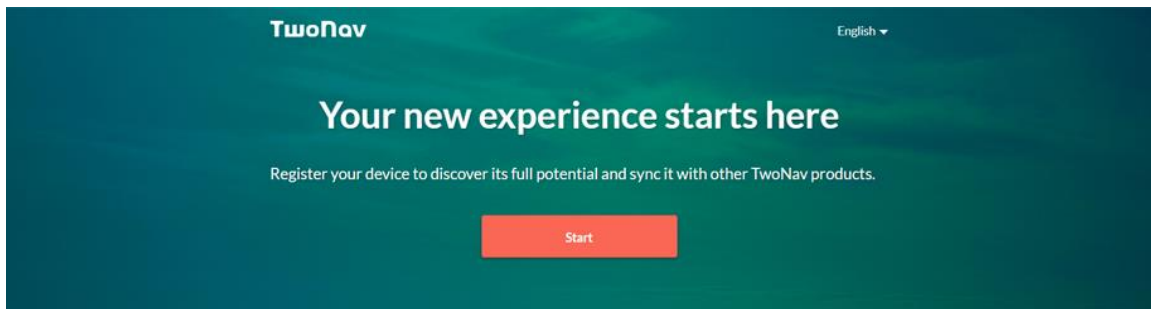 TwoNav
English
Your new experience starts here
Register your device to discover its full potential and sync it with other TwoNav products.
Start